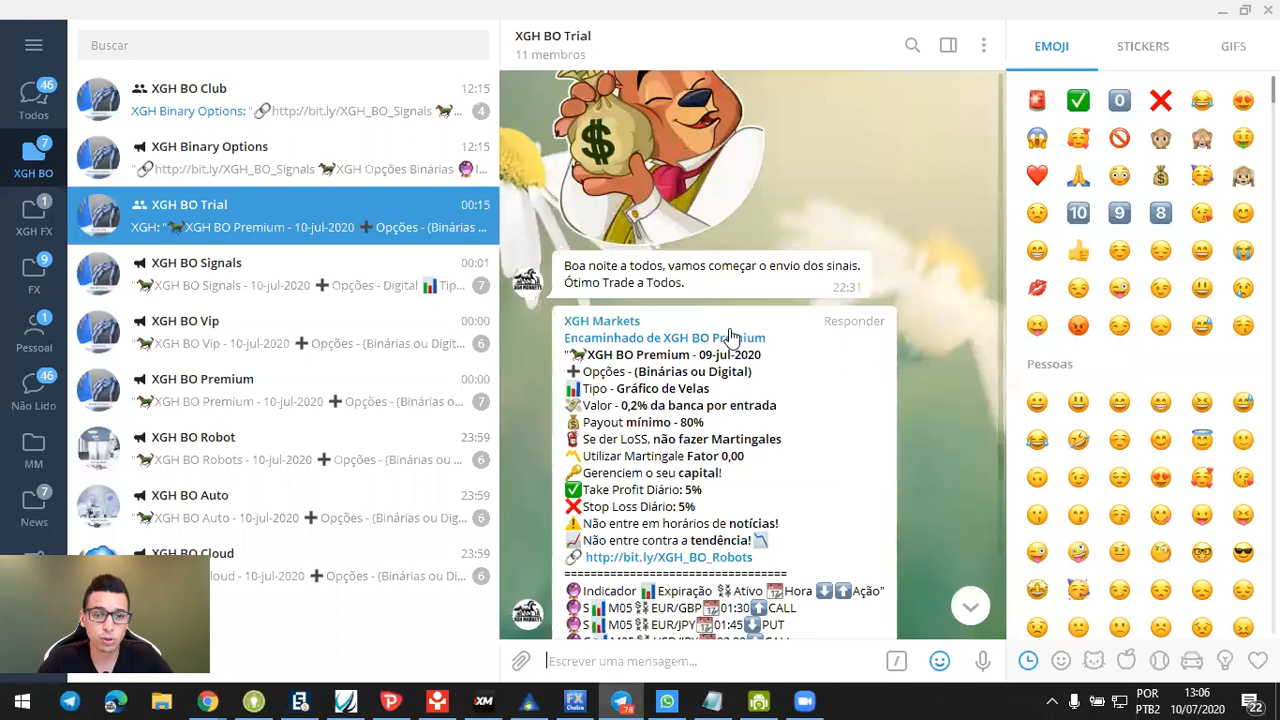 Buscar
46
Todos
7
XGH BO
1
XGH FX
9
FX
1
Pessoal
46
Não Lido
MM
7
News
XGH BO Club
12:15
XGH Binary Options: "🔗http://bit.ly/XGH_BO_Signals 🐎...
4
XGH Binary Options
12:15
"🔗http://bit.ly/XGH_BO_Signals 🐎XGH Opções Binárias 🔮I...
XGH BO Trial
00:15
XGH: "🐎XGH BO Premium - 10-jul-2020 ➕Opções - (Binárias ...
XGH BO Signals
00:01
"🐎XGH BO Signals - 10-jul-2020 ➕Opções - Digital 📊Tip...
7
XGH BO Vip
00:00
"🐎XGH BO Vip - 10-jul-2020 ➕Opções - (Binárias ou Digit...
6
XGH BO Premium
00:00
"🐎XGH BO Premium - 10-jul-2020 ➕Opções - (Binárias ...
7
XGH BO Robot
23:59
"🐎XGH BO Robots - 10-jul-2020 ➕Opções - (Binárias ou ...
6
XGH BO Auto
23:59
"🐎XGH BO Auto - 10-jul-2020 ➕Opções - (Binárias ou Dig...
6
XGH BO Cloud
23:59
loud - 10-jul-2020 ➕Opções - (Binárias ou ...
6
XGH BO Trial
11 membros
$
Boa noite a todos, vamos começar o envio dos sinais.
Ótimo Trade a Todos.
22:31
XGH Markets
Responder
Encaminhado de XGH BO Premium
"🐎XGH BO Premium - 09-jul-2020
➕Opções - (Binárias ou Digital)
📊Tipo - Gráfico de Velas
💸Valor - 0,2% da banca por entrada
💰Payout mínimo - 80%
🚨Se der LoSS, não fazer Martingales
〽️Utilizar Martingale Fator 0,00
🔑Gerenciem o seu capital!
✅Take Profit Diário: 5%
❌Stop Loss Diário: 5%
⚠️Não entre em horários de notícias!
📈Não entre contra a tendência!📉
🔗 http://bit.ly/XGH_BO_Robots
================================
🔮Indicador 📊Expiração 💱Ativo 📆Hora ⬇️⬆️Ação"
🔮S📊M05💱EUR/GBP📆01:30⬆️CALL
🔮S📊M05💱EUR/JPY📆01:45⬇️PUT
Escrever uma mensagem...
EMOJI
STICKERS
GIFS
0
10 9 8
Pessoas
78
XM
FX
Choice
POR
PTB2
13:06
10/07/2020
22